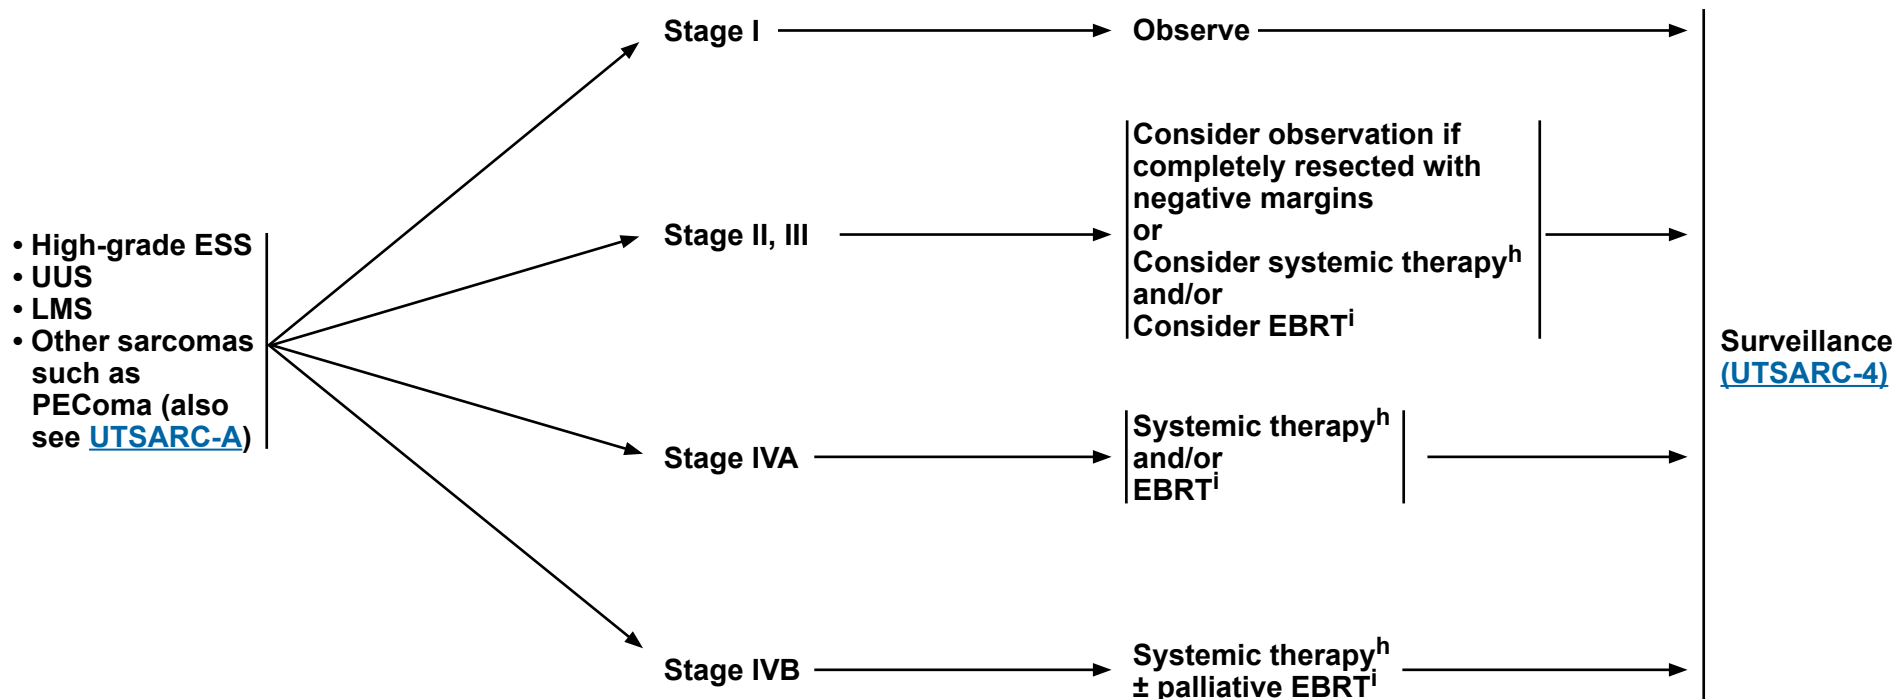 • High-grade ESS
• UUS
• LMS
• Other sarcomas
such as
PEComa (also
see UTSARC-A)
Stage I
Observe
Stage II, III
Consider observation if
completely resected with
negative margins
or
Consider systemic therapyh
and/or
Consider EBRTi
Stage IVA
Systemic therapyh
and/or
EBRTi
Stage IVB
Systemic therapyh
± palliative EBRTi
Surveillance
(UTSARC-4)